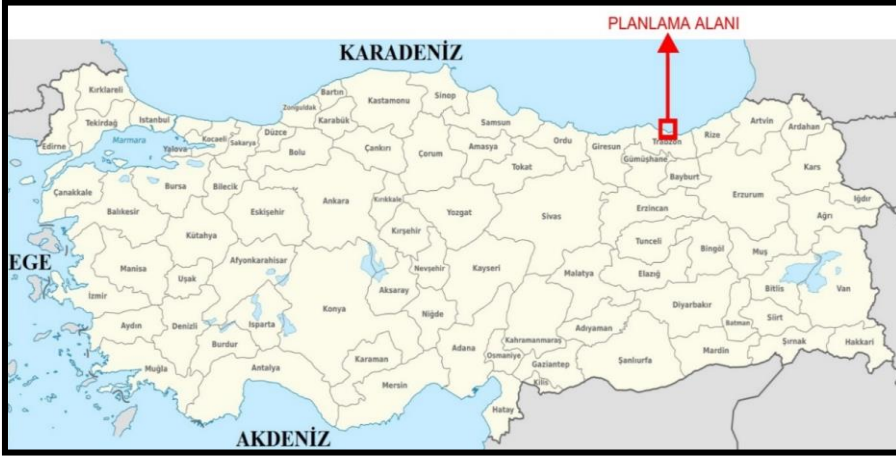 PLANLAMA ALANI
KARADENİZ
Kırklareli
Edirne
Tekirdağ
İstanbul
Marmara
Yalova
Kocaeli
Sakarya
Düzce
Zonguldak
Bartın
Karabük
Kastamonu
Sinop
Samsun
Bolu
Çankırı
Çorum
Amasya
Tokat
Ordu
Giresun
Trabzon
Gümüşhane
Rize
Bayburt
Artvin
Ardahan
Kars
Iğdır
Ağrı
Erzurum
Erzincan
Çanakkale
Balıkesir
Bursa
Bilecik
Eskişehir
Kütahya
Ankara
Kırıkkale
Kırşehir
Yozgat
Sivas
Tunceli
Bingöl
Muş
Elazığ
Malatya
Bitlis
Van
EGE
Manisa
İzmir
Uşak
Afyonkarahisar
Konya
Aksaray
Nevşehir
Niğde
Kayseri
Aydın
Denizli
Isparta
Burdur
Muğla
Antalya
Karaman
Mersin
Adana
Osmaniye
Kahramanmaraş
Adıyaman
Gaziantep
Kilis
Hatay
Şanlıurfa
Diyarbakır
Batman
Mardin
Siirt
Şırnak
Hakkari
AKDENİZ